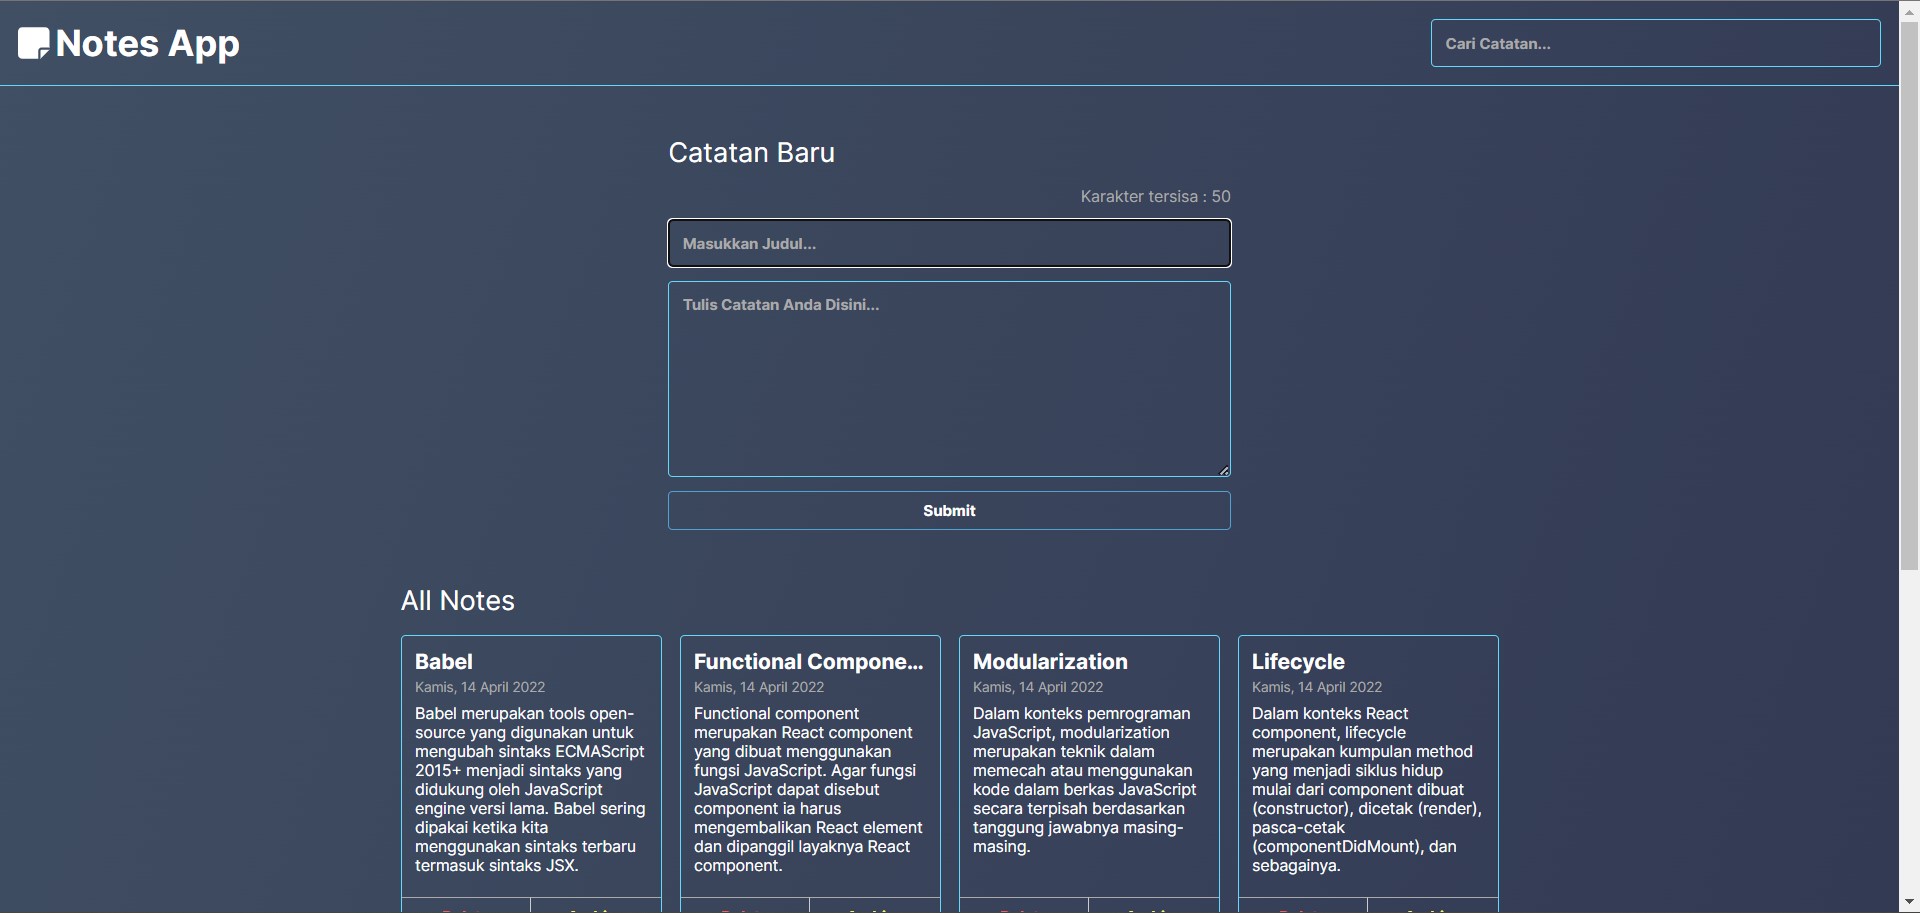 Notes App
Cari Catatan...
Catatan Baru
Karakter tersisa : 50
Masukkan Judul...
Tulis Catatan Anda Disini...
Submit
All Notes
Babel
Kamis, 14 April 2022
Babel merupakan tools open-
source yang digunakan untuk
mengubah sintaks ECMAScript
2015+ menjadi sintaks yang
didukung oleh JavaScript
engine versi lama. Babel sering
dipakai ketika kita
menggunakan sintaks terbaru
termasuk sintaks JSX.
Functional Compone...
Kamis, 14 April 2022
Functional component
merupakan React component
yang dibuat menggunakan
fungsi JavaScript. Agar fungsi
JavaScript dapat disebut
component ia harus
mengembalikan React element
dan dipanggil layaknya React
component.
Modularization
Kamis, 14 April 2022
Dalam konteks pemrograman
JavaScript, modularization
merupakan teknik dalam
memecah atau menggunakan
kode dalam berkas JavaScript
secara terpisah berdasarkan
tanggung jawabnya masing-
masing.
Lifecycle
Kamis, 14 April 2022
Dalam konteks React
component, lifecycle
merupakan kumpulan method
yang menjadi siklus hidup
mulai dari component dibuat
(constructor), dicetak (render),
pasca-cetak
(componentDidMount), dan
sebagainya.